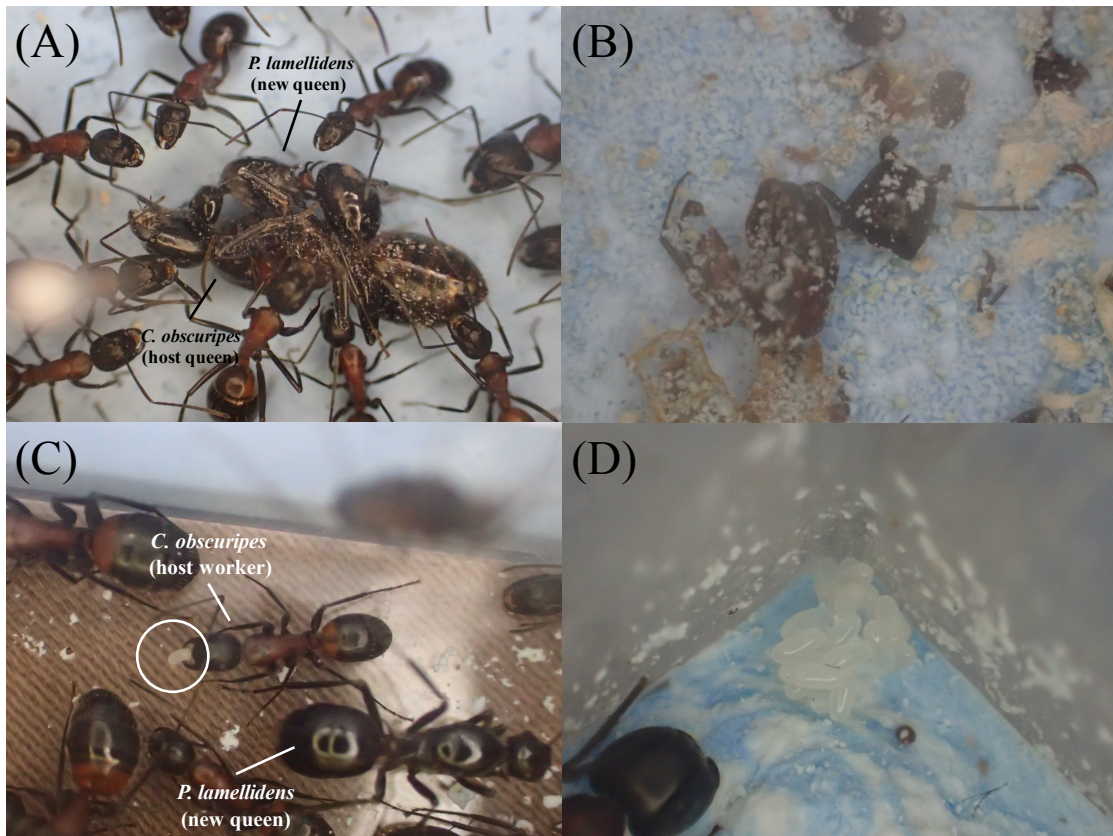 (A)
P. lamellidens
(new queen)
C. obscuripes
(host queen)
(B)
(C)
C. obscuripes
(host worker)
P. lamellidens
(new queen)
(D)